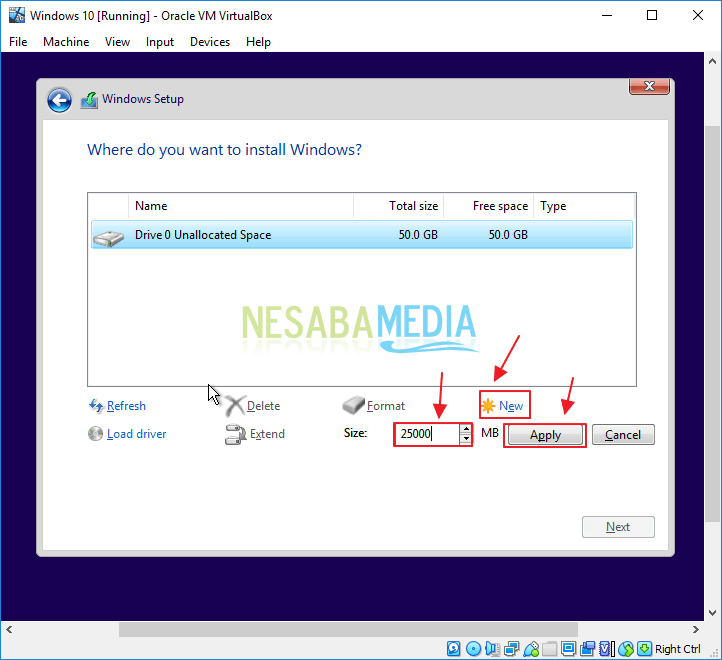 Windows 10 [Running] - Oracle VM VirtualBox
File Machine View Input Devices Help
Windows Setup
Where do you want to install Windows?
Name Total size Free space Type
Drive 0 Unallocated Space 50.0 GB 50.0 GB
NESABAMEDIA
Refresh Delete Format New
Load driver Extend Size: 25000 MB Apply Cancel
Next
Right Ctrl